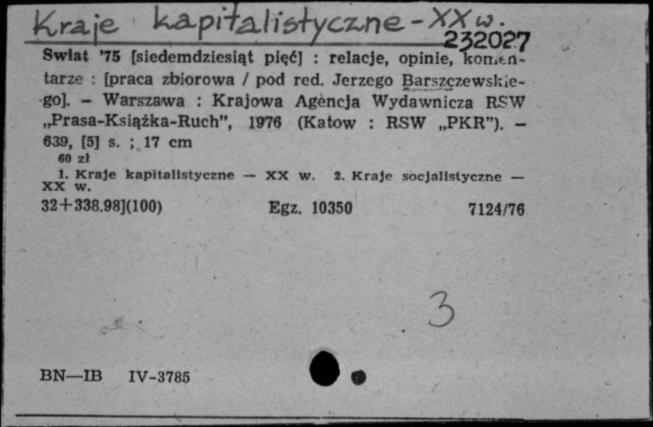 Kraje kapitalistyczne - XX w.
232027
Swiat '75 [siedemdziesiąt pięć] : relacje, opinie, komen-
tarze : [praca zbiorowa / pod red. Jerzego Barszczewskie-
go]. — Warszawa : Krajowa Agencja Wydawnicza RSW
„Prasa-Książka-Ruch", 1976 (Katow : RSW „PKR"). —
639, [5] s. ; 17 cm
60 zł
1. Kraje kapitalistyczne — XX w. 2. Kraje socjalistyczne —
XX w.
32+338.98](100) Egz. 10350 7124/76
3
BN—IB IV-3785